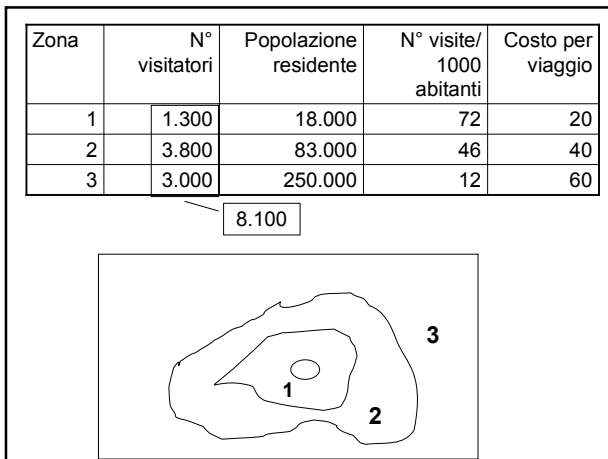 Zona N° visitatori Popolazione residente N° visite/ 1000 abitanti Costo per viaggio
1 1.300 18.000 72 20
2 3.800 83.000 46 40
3 3.000 250.000 12 60
8.100
3
1
2